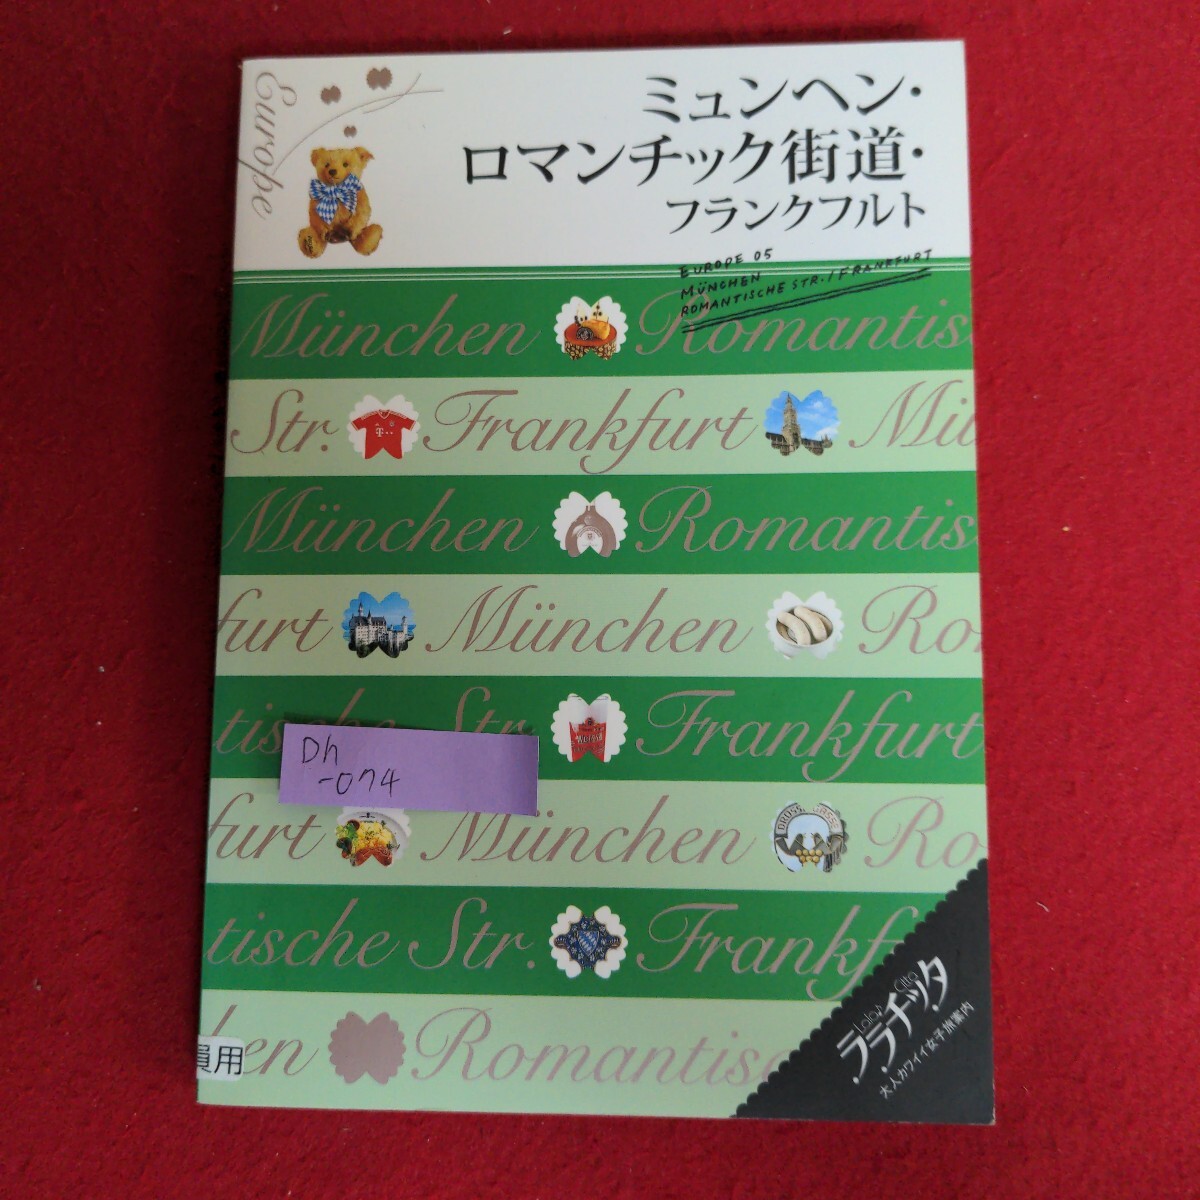 Europe
ミュンヘン・
ロマンチック街道・
フランクフルト
EUROPE 05
MÜNCHEN
ROMANTISCHE STR./FRANKFURT
München Romantis
Str. Frankfurt Mü
München Romantis
furt München Ro
tische Str. Frankfurt
Dh
-074
furt München Ro
tische Str. Frankf
hen Romantisc
員用
Lala♪ Citta
ララチッタ
大人カワイイ女子旅案内